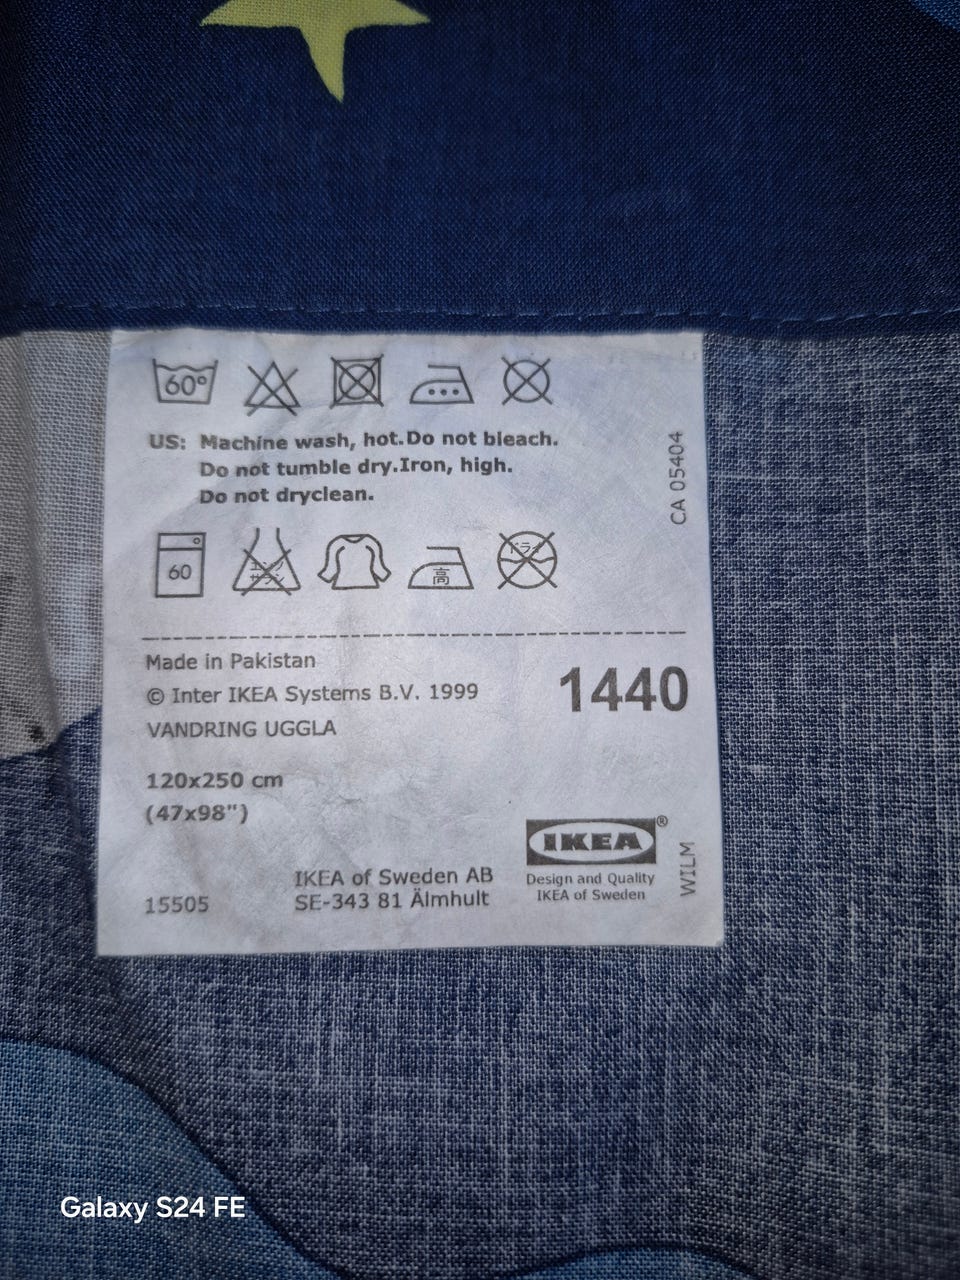 60°
US: Machine wash, hot. Do not bleach.
Do not tumble dry. Iron, high.
Do not dryclean.
CA 05404
60
高
Made in Pakistan
© Inter IKEA Systems B.V. 1999
1440
VANDRING UGGLA
120x250 cm
(47x98")
IKEA®
Design and Quality
IKEA of Sweden
WILM
IKEA of Sweden AB
15505
SE-343 81 Älmhult
Galaxy S24 FE